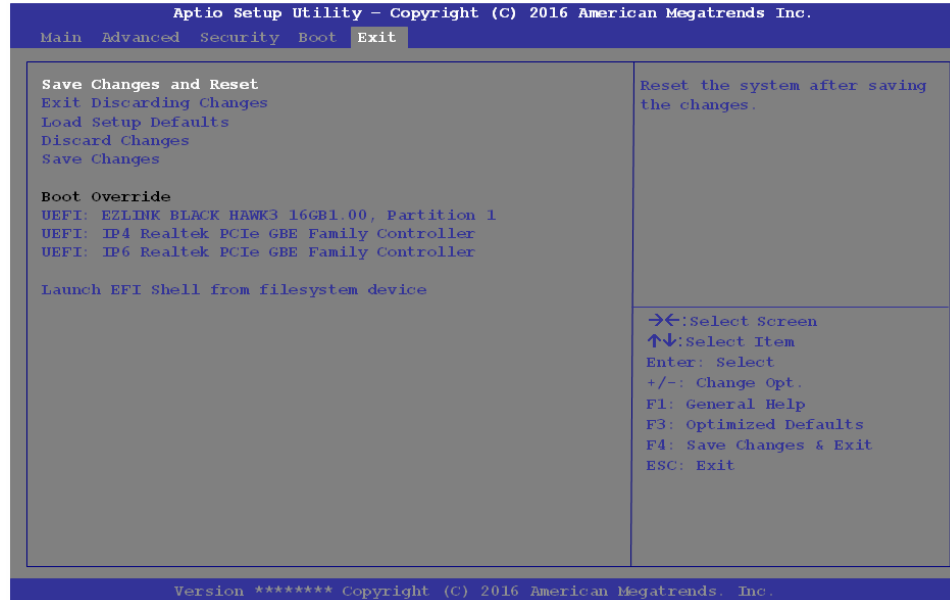 Aptio Setup Utility – Copyright (C) 2016 American Megatrends Inc.
Main Advanced Security Boot Exit
Save Changes and Reset
Exit Discarding Changes
Load Setup Defaults
Discard Changes
Save Changes
Boot Override
UEFI: EZLINK BLACK HAWK3 16GB1.00, Partition 1
UEFI: IP4 Realtek PCIe GBE Family Controller
UEFI: IP6 Realtek PCIe GBE Family Controller
Launch EFI Shell from filesystem device
Reset the system after saving
the changes.
→←:Select Screen
↑↓:Select Item
Enter: Select
+/-: Change Opt.
F1: General Help
F3: Optimized Defaults
F4: Save Changes & Exit
ESC: Exit
Version ******** Copyright (C) 2016 American Megatrends. Inc.